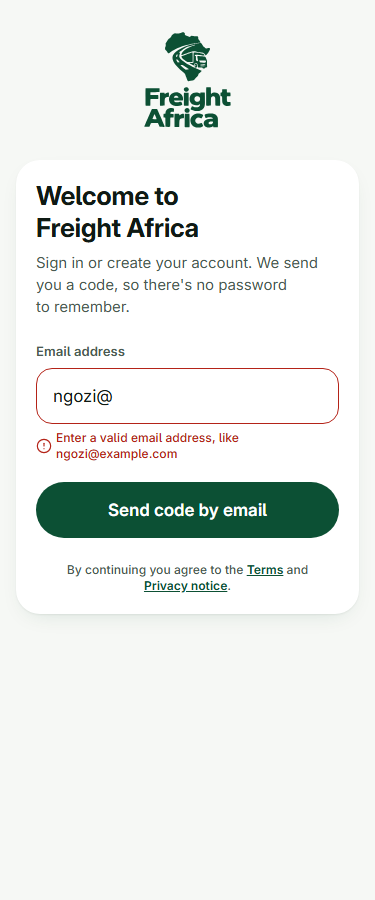 Freight
Africa
Welcome to
Freight Africa
Sign in or create your account. We send
you a code, so there's no password
to remember.
Email address
ngozi@
Enter a valid email address, like
ngozi@example.com
Send code by email
By continuing you agree to the Terms and
Privacy notice.